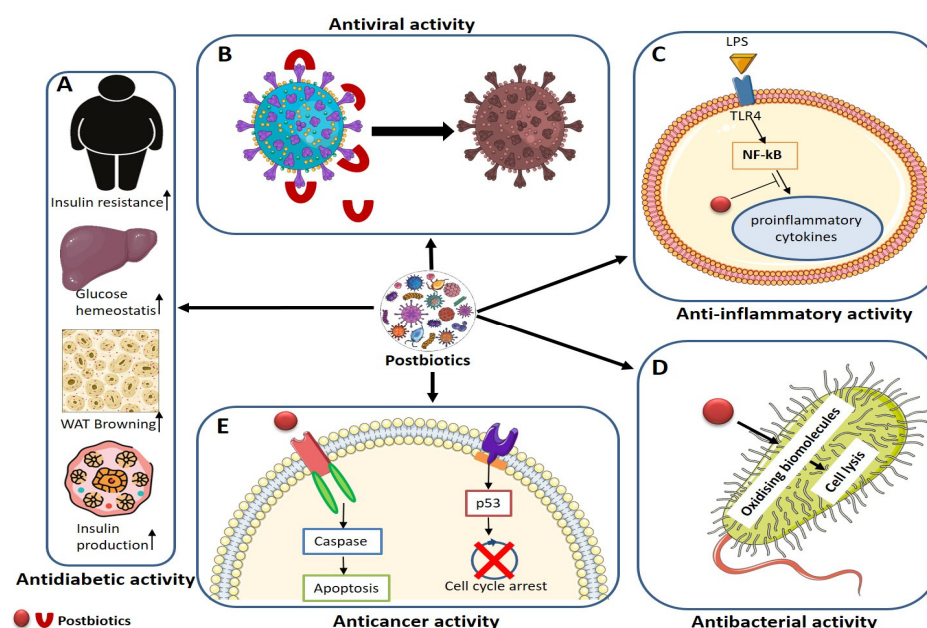 Antiviral activity
A
Insulin resistance
Glucose
hemeostatis
WAT Browning
Insulin
production
Antidiabetic activity
B
C
LPS
TLR4
NF-kB
proinflammatory
cytokines
Anti-inflammatory activity
Postbiotics
D
Oxidising biomolecules
Cell lysis
Antibacterial activity
E
Caspase
Apoptosis
p53
Cell cycle arrest
Anticancer activity
Postbiotics